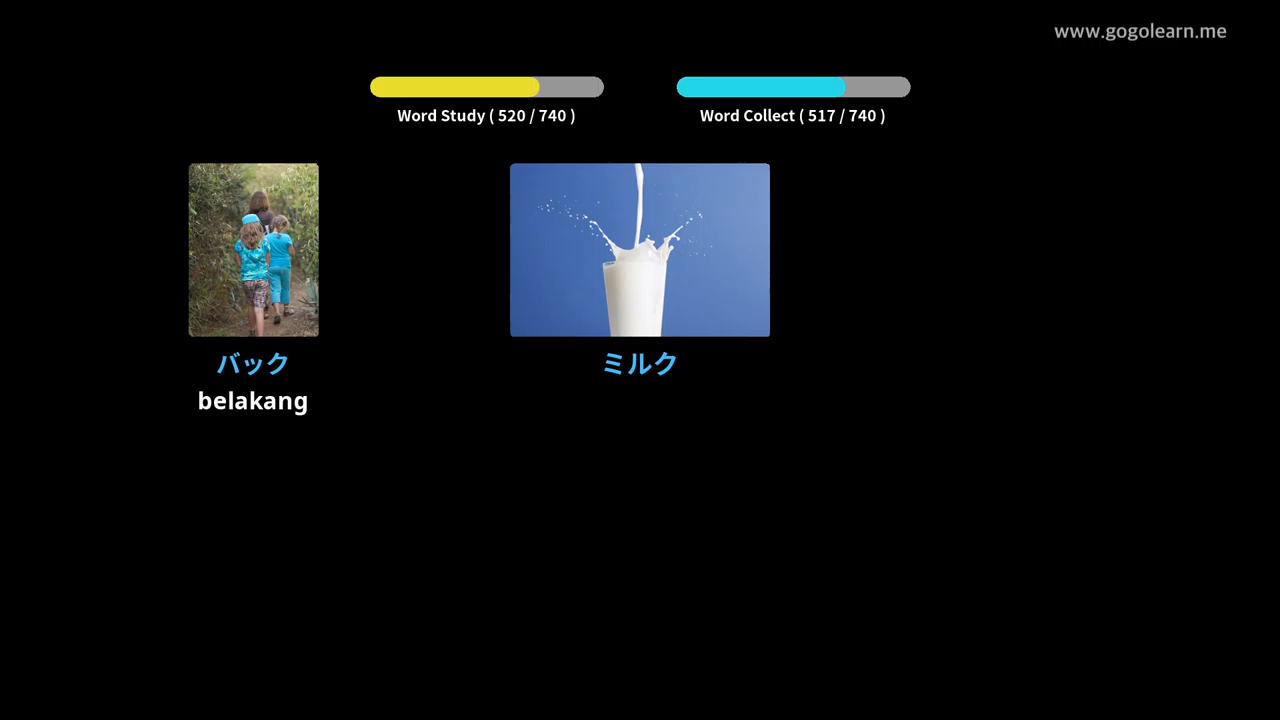 www.gogolearn.me
Word Study ( 520 / 740 )
Word Collect ( 517 / 740 )
バック
belakang
ミルク